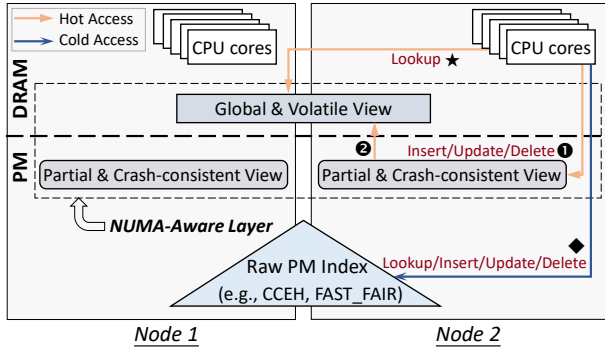 Hot Access
Cold Access
CPU cores
CPU cores
DRAM
Lookup ★
Global & Volatile View
PM
❷
Insert/Update/Delete ❶
Partial & Crash-consistent View
Partial & Crash-consistent View
NUMA-Aware Layer
◆
Lookup/Insert/Update/Delete
Raw PM Index
(e.g., CCEH, FAST_FAIR)
Node 1
Node 2